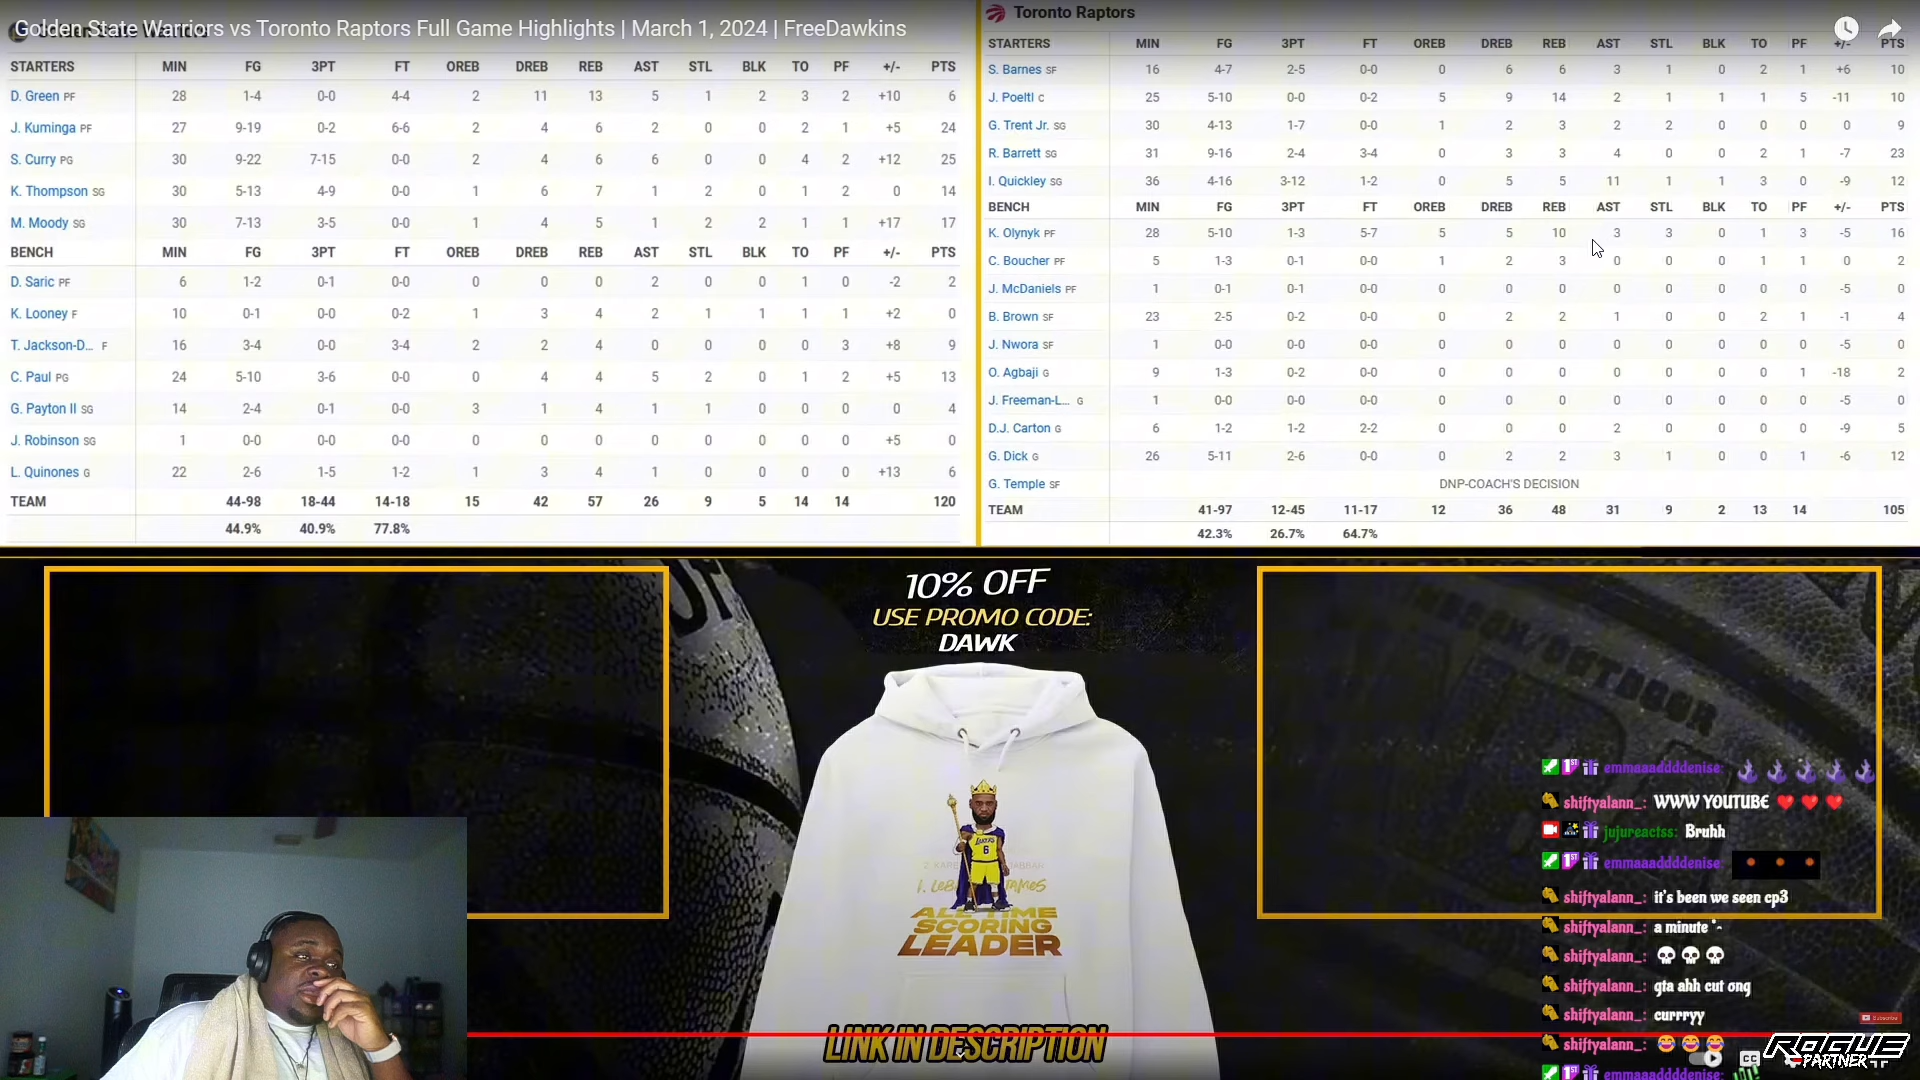 Golden State Warriors vs Toronto Raptors Full Game Highlights | March 1, 2024 | FreeDawkins
STARTERS MIN FG 3PT FT OREB DREB REB AST STL BLK TO PF +/- PTS
D. Green PF 28 1-4 0-0 4-4 2 11 13 5 1 2 3 2 +10 6
J. Kuminga PF 27 9-19 0-2 6-6 2 4 6 2 0 0 2 1 +5 24
S. Curry PG 30 9-22 7-15 0-0 2 4 6 6 0 0 4 2 +12 25
K. Thompson SG 30 5-13 4-9 0-0 1 6 7 1 2 0 1 2 0 14
M. Moody SG 30 7-13 3-5 0-0 1 4 5 1 2 2 1 1 +17 17
BENCH MIN FG 3PT FT OREB DREB REB AST STL BLK TO PF +/- PTS
D. Saric PF 6 1-2 0-1 0-0 0 0 0 2 0 0 1 0 -2 2
K. Looney F 10 0-1 0-0 0-2 1 3 4 2 1 1 1 1 +2 0
T. Jackson-D... F 16 3-4 0-0 3-4 2 2 4 0 0 0 0 3 +8 9
C. Paul PG 24 5-10 3-6 0-0 0 4 4 5 2 0 1 2 +5 13
G. Payton II SG 14 2-4 0-1 0-0 3 1 4 1 1 0 0 0 0 4
J. Robinson SG 1 0-0 0-0 0-0 0 0 0 0 0 0 0 0 +5 0
L. Quinones G 22 2-6 1-5 1-2 1 3 4 1 0 0 0 0 +13 6
TEAM 44-98 18-44 14-18 15 42 57 26 9 5 14 14 120
44.9% 40.9% 77.8%
Toronto Raptors
STARTERS MIN FG 3PT FT OREB DREB REB AST STL BLK TO PF +/- PTS
S. Barnes SF 16 4-7 2-5 0-0 0 6 6 3 1 0 2 1 +6 10
J. Poeltl C 25 5-10 0-0 0-2 5 9 14 2 1 1 1 5 -11 10
G. Trent Jr. SG 30 4-13 1-7 0-0 1 2 3 2 2 0 0 0 0 9
R. Barrett SG 31 9-16 2-4 3-4 0 3 3 4 0 0 2 1 -7 23
I. Quickley SG 36 4-16 3-12 1-2 0 5 5 11 1 1 3 0 -9 12
BENCH MIN FG 3PT FT OREB DREB REB AST STL BLK TO PF +/- PTS
K. Olynyk PF 28 5-10 1-3 5-7 5 5 10 3 3 0 1 3 -5 16
C. Boucher PF 5 1-3 0-1 0-0 1 2 3 0 0 0 1 1 0 2
J. McDaniels PF 1 0-1 0-1 0-0 0 0 0 0 0 0 0 0 -5 0
B. Brown SF 23 2-5 0-2 0-0 0 2 2 1 0 0 2 1 -1 4
J. Nwora SF 1 0-0 0-0 0-0 0 0 0 0 0 0 0 0 -5 0
O. Agbaji G 9 1-3 0-2 0-0 0 0 0 0 0 0 0 1 -18 2
J. Freeman-L... G 1 0-0 0-0 0-0 0 0 0 0 0 0 0 0 -5 0
D.J. Carton G 6 1-2 1-2 2-2 0 0 0 2 0 0 0 0 -9 5
G. Dick G 26 5-11 2-6 0-0 0 2 2 3 1 0 0 1 -6 12
G. Temple SF DNP-COACH'S DECISION
TEAM 41-97 12-45 11-17 12 36 48 31 9 2 13 14 105
42.3% 26.7% 64.7%
10% OFF
USE PROMO CODE:
DAWK
LAKERS
6
ALL TIME
SCORING
LEADER
LINK IN DESCRIPTION
emmaaaddddenise:
shiftyalann_: WWW YOUTUBE ❤️ ❤️ ❤️
jujureactss: Bruhh
emmaaaddddenise:
shiftyalann_: it's been we seen cp3
shiftyalann_: a minute
shiftyalann_: 💀 💀 💀
shiftyalann_: gta ahh cut ong
shiftyalann_: currryy
shiftyalann_: 😂 😂 😂
emmaaaddddenise:
CC
ROGUE
PARTNER